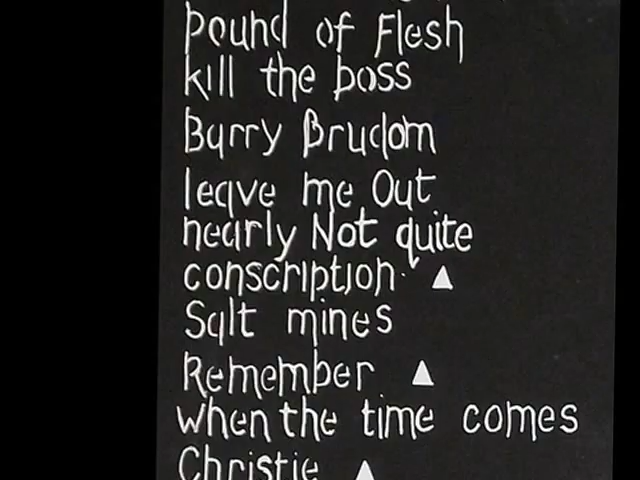 Pound of Flesh
kill the boss
Barry Brudom
leave me Out
nearly Not quite
conscription ▲
Salt mines
Remember ▲
when the time comes
Christie ▲